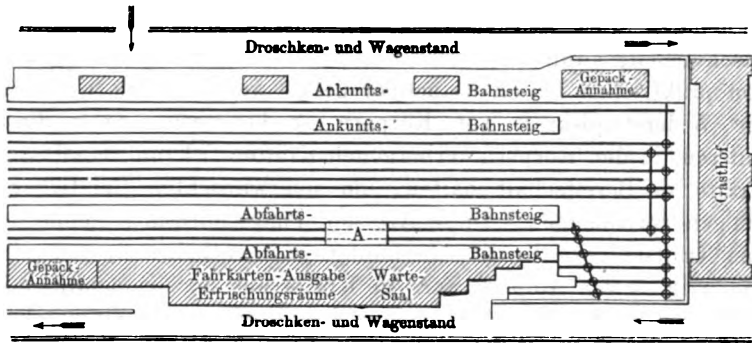 Droschken- und Wagenstand
Gepäck-
Annahme
Ankunfts- Bahnsteig
Ankunfts- Bahnsteig
Gasthof
Abfahrts- Bahnsteig
A
Abfahrts- Bahnsteig
Gepäck-
Annahme
Fahrkarten-Ausgabe Warte-
Erfrischungsräume Saal
Droschken- und Wagenstand